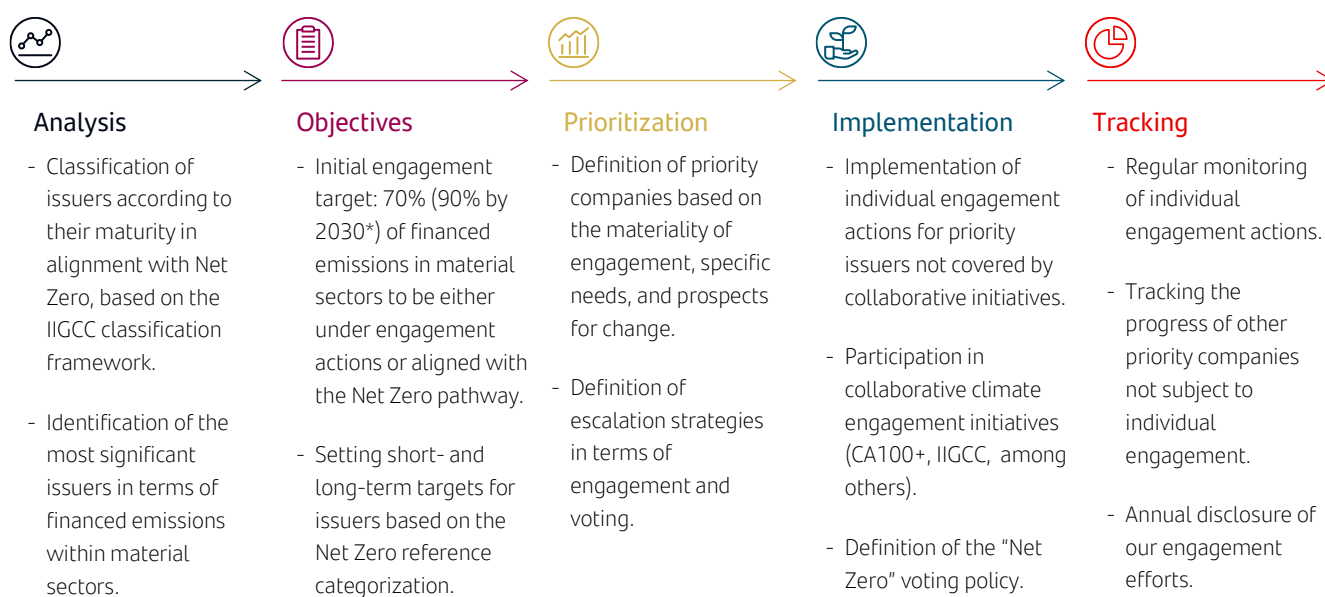 Analysis
- Classification of
issuers according to
their maturity in
alignment with Net
Zero, based on the
IIGCC classification
framework.
- Identification of the
most significant
issuers in terms of
financed emissions
within material
sectors.
Objectives
- Initial engagement
target: 70% (90% by
2030*) of financed
emissions in material
sectors to be either
under engagement
actions or aligned with
the Net Zero pathway.
- Setting short- and
long-term targets for
issuers based on the
Net Zero reference
categorization.
Prioritization
- Definition of priority
companies based on
the materiality of
engagement, specific
needs, and prospects
for change.
- Definition of
escalation strategies
in terms of
engagement and
voting.
Implementation
- Implementation of
individual engagement
actions for priority
issuers not covered by
collaborative initiatives.
- Participation in
collaborative climate
engagement initiatives
(CA100+, IIGCC, among
others).
- Definition of the “Net
Zero” voting policy.
Tracking
- Regular monitoring
of individual
engagement actions.
- Tracking the
progress of other
priority companies
not subject to
individual
engagement.
- Annual disclosure of
our engagement
efforts.